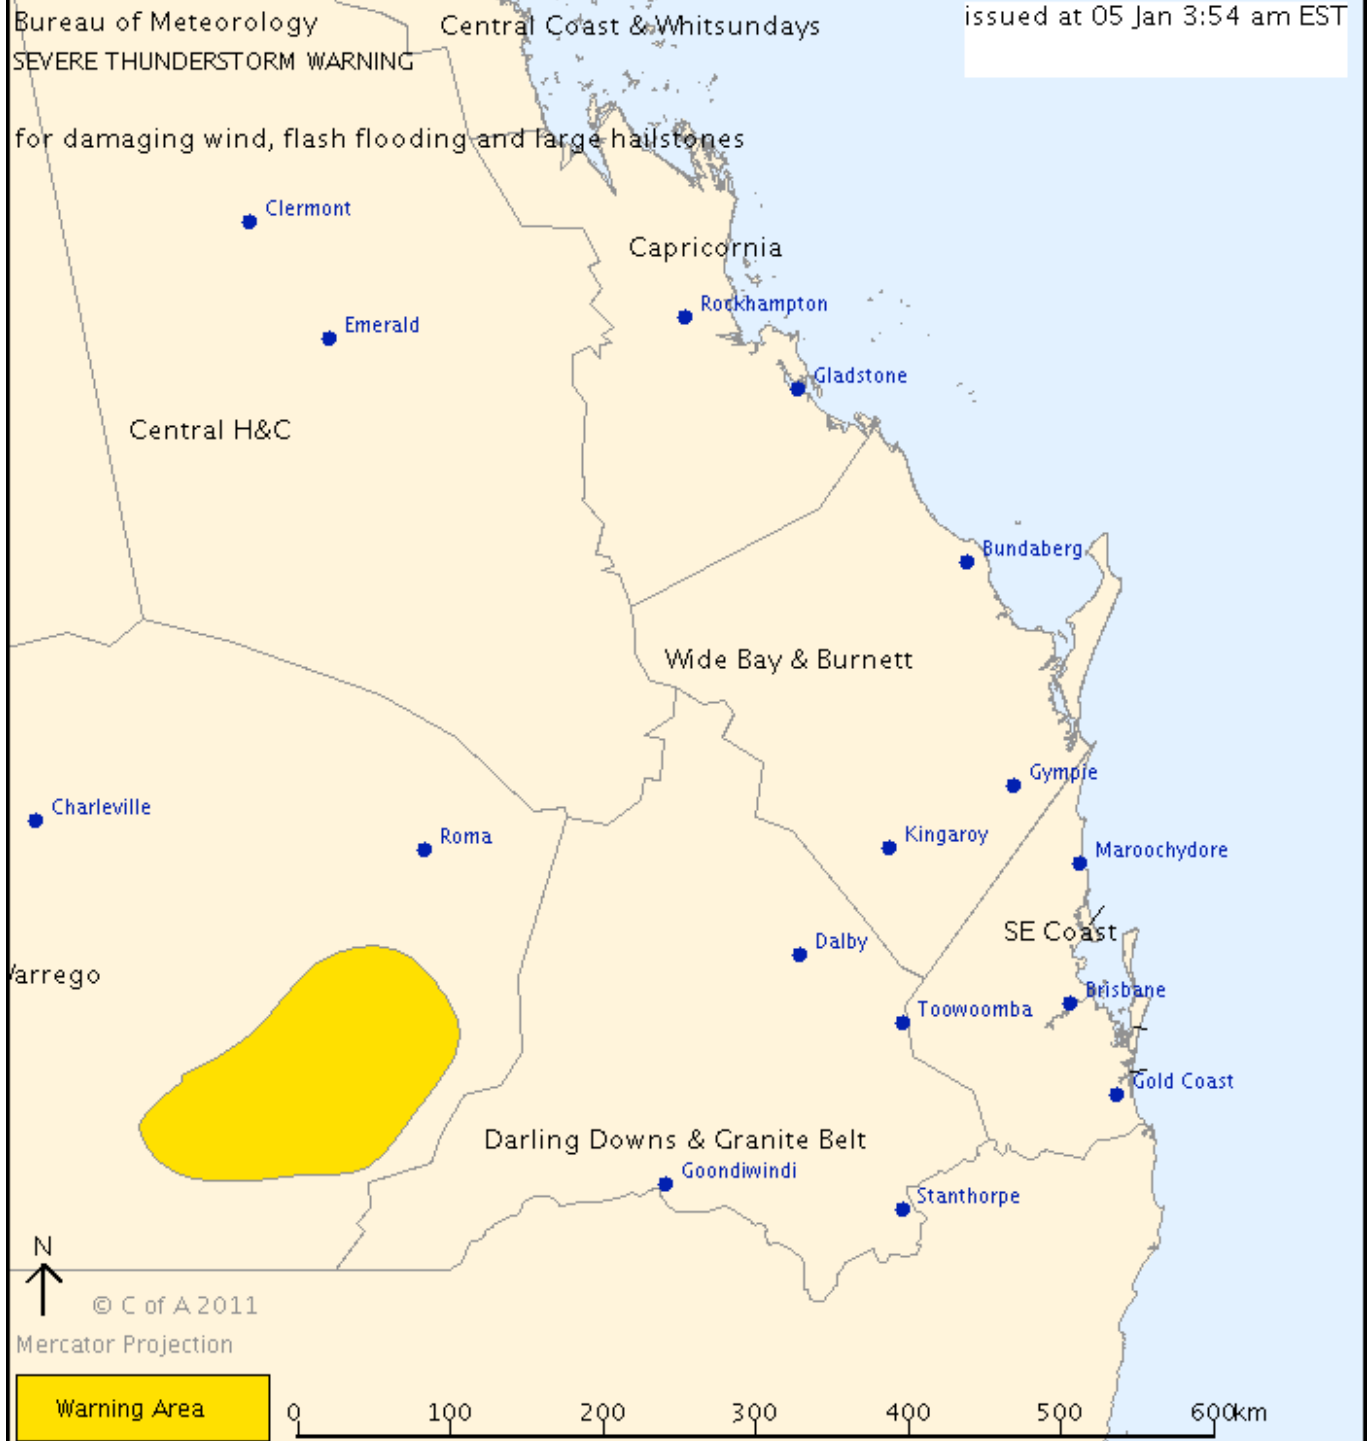 Bureau of Meteorology
Central Coast & Whitsundays
issued at 05 Jan 3:54 am EST
SEVERE THUNDERSTORM WARNING
for damaging wind, flash flooding and large hailstones
Clermont
Capricornia
Rockhampton
Emerald
Gladstone
Central H&C
Bundaberg
Wide Bay & Burnett
Gympie
Charleville
Roma
Kingaroy
Maroochydore
SE Coast
Dalby
Warrego
Brisbane
Toowoomba
Gold Coast
Darling Downs & Granite Belt
Goondiwindi
Stanthorpe
N
© C of A 2011
Mercator Projection
Warning Area
0 100 200 300 400 500 600km